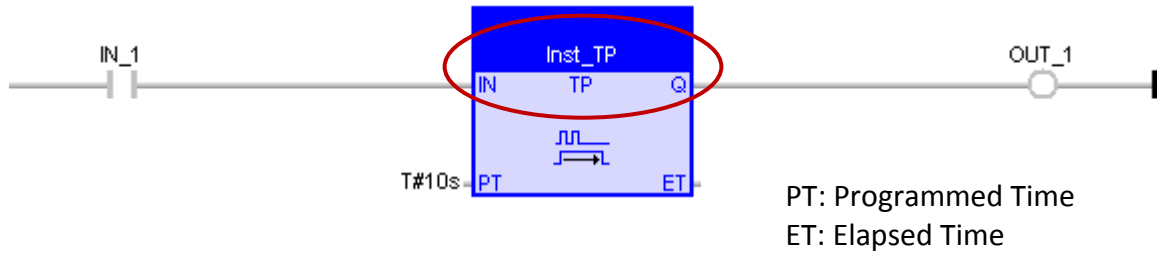 IN_1
Inst_TP
OUT_1
IN TP Q
T#10s PT ET
PT: Programmed Time
ET: Elapsed Time